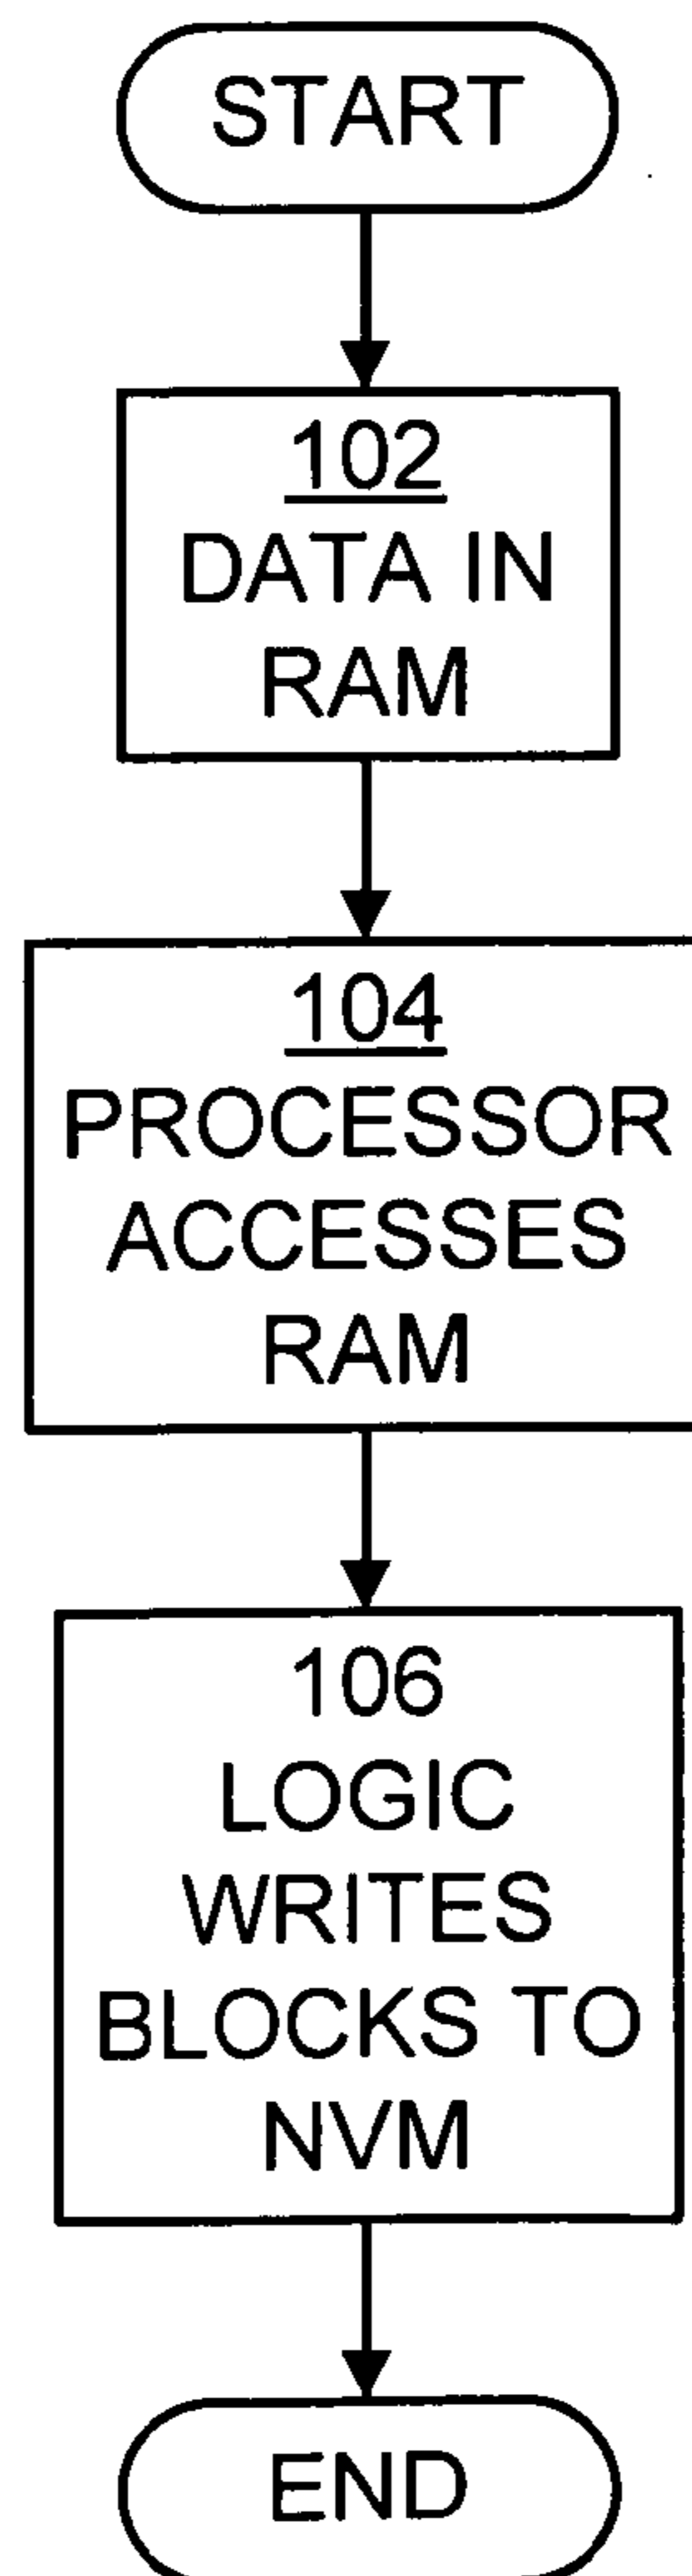 START
102
DATA IN
RAM
104
PROCESSOR
ACCESSES
RAM
106
LOGIC
WRITES
BLOCKS TO
NVM
END